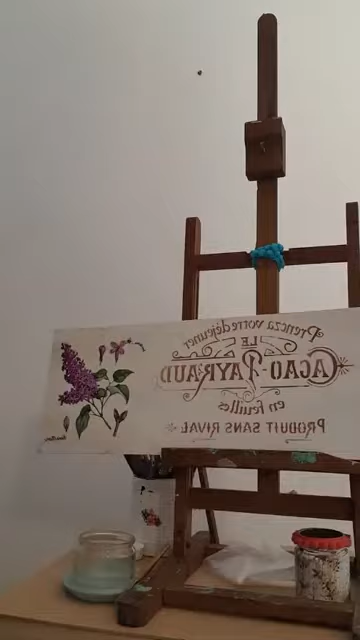 Prenez a votre déjeuner
LE
CACAO-PAYRAUD
en feuilles
PRODUIT SANS RIVAL